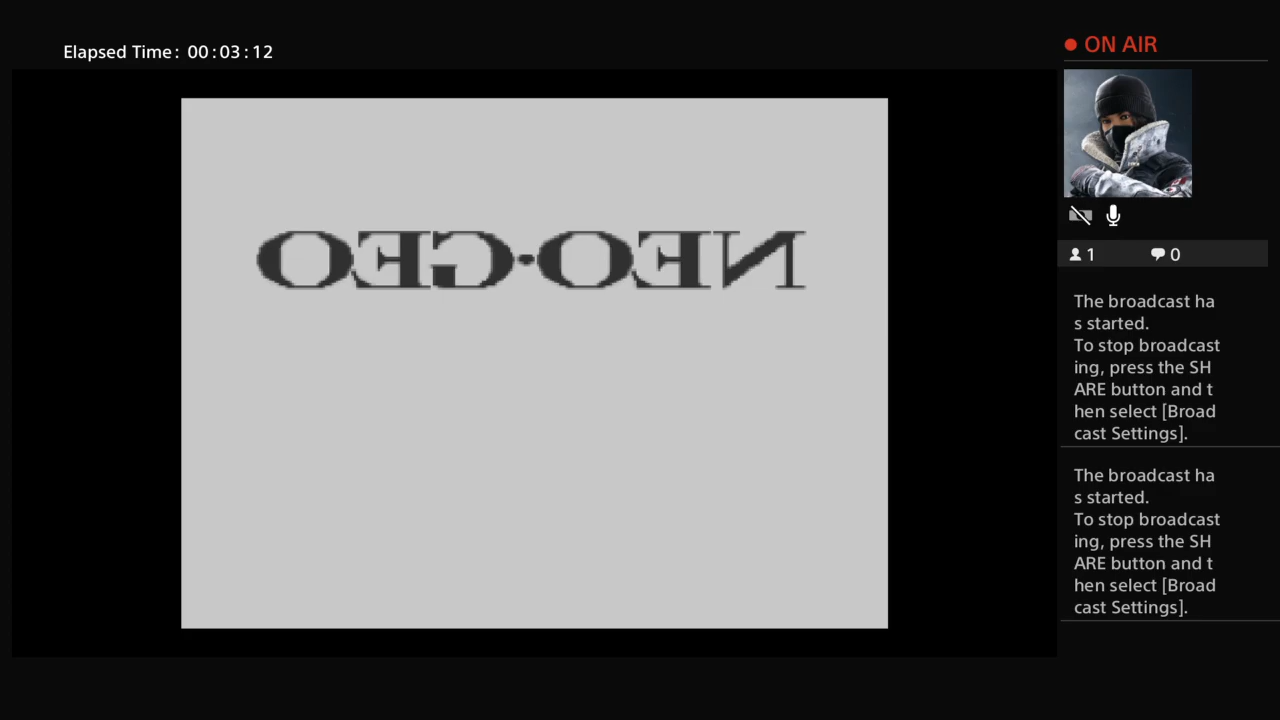 Elapsed Time: 00:03:12
ON AIR
NEO·GEO
1 0
The broadcast ha
s started.
To stop broadcast
ing, press the SH
ARE button and t
hen select [Broad
cast Settings].
The broadcast ha
s started.
To stop broadcast
ing, press the SH
ARE button and t
hen select [Broad
cast Settings].